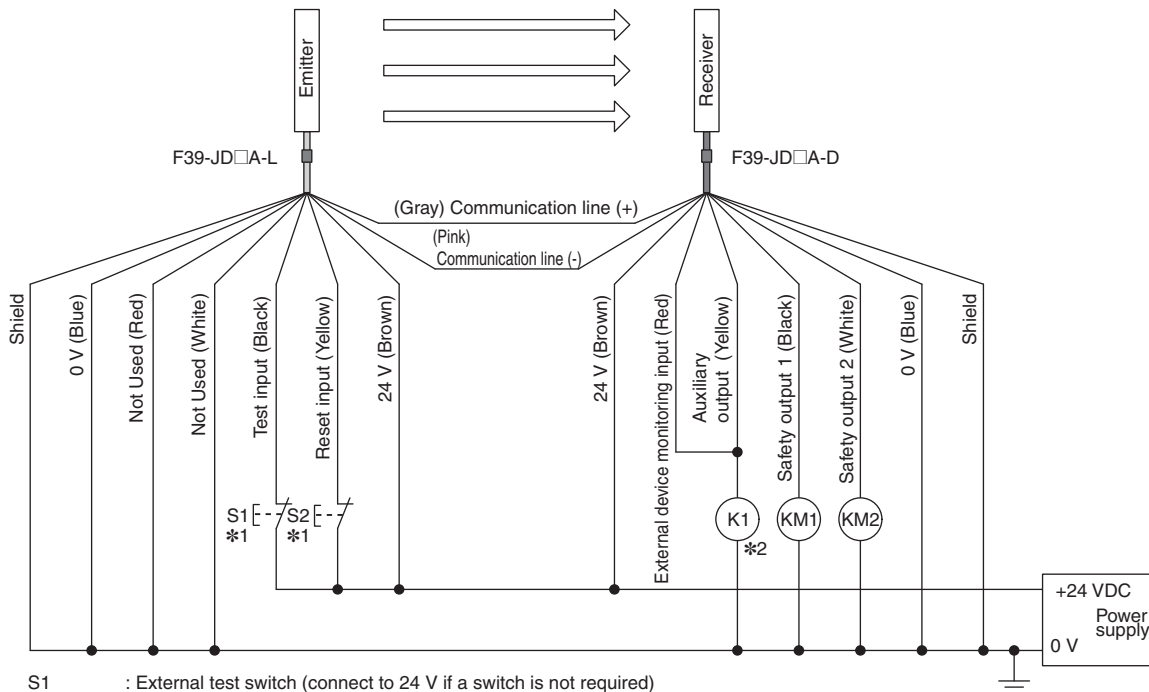 Emitter
Receiver
F39-JD□A-L
F39-JD□A-D
(Gray) Communication line (+)
(Pink)
Communication line (-)
Shield
0 V (Blue)
Not Used (Red)
Not Used (White)
Test input (Black)
Reset input (Yellow)
24 V (Brown)
24 V (Brown)
External device monitoring input (Red)
Auxiliary
output (Yellow)
Safety output 1 (Black)
Safety output 2 (White)
0 V (Blue)
Shield
S1 S2
*1 *1
K1 KM1 KM2
*2
+24 VDC
Power
supply
0 V
S1 : External test switch (connect to 24 V if a switch is not required)